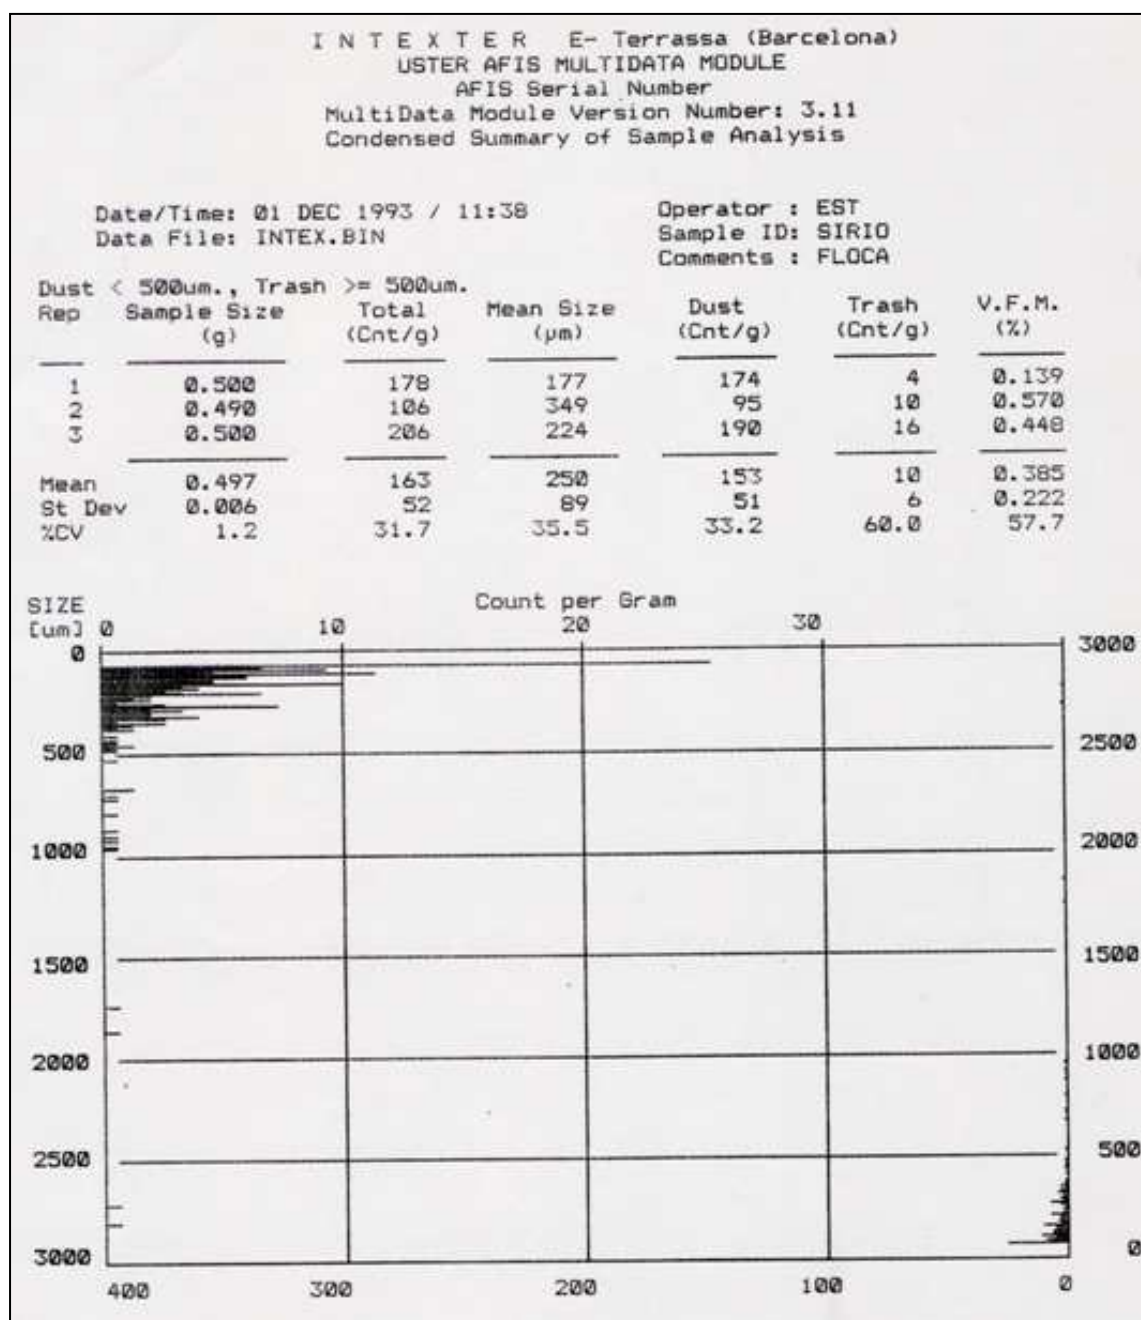 INTEXTER E- Terrassa (Barcelona)
USTER AFIS MULTIDATA MODULE
AFIS Serial Number
MultiData Module Version Number: 3.11
Condensed Summary of Sample Analysis
Date/Time: 01 DEC 1993 / 11:38 Operator : EST
Data File: INTEX.BIN Sample ID: SIRIO
Comments : FLOCA
Dust < 500um., Trash >= 500um.
Rep Sample Size Total Mean Size Dust Trash V.F.M.
(g) (Cnt/g) (µm) (Cnt/g) (Cnt/g) (%)
1 0.500 178 177 174 4 0.139
2 0.490 106 349 95 10 0.570
3 0.500 206 224 190 16 0.448
Mean 0.497 163 250 153 10 0.385
St Dev 0.006 52 89 51 6 0.222
%CV 1.2 31.7 35.5 33.2 60.0 57.7
SIZE Count per Gram
[um] 0 10 20 30
0 3000
500 2500
1000 2000
1500 1500
2000 1000
2500 500
3000 0
400 300 200 100 0